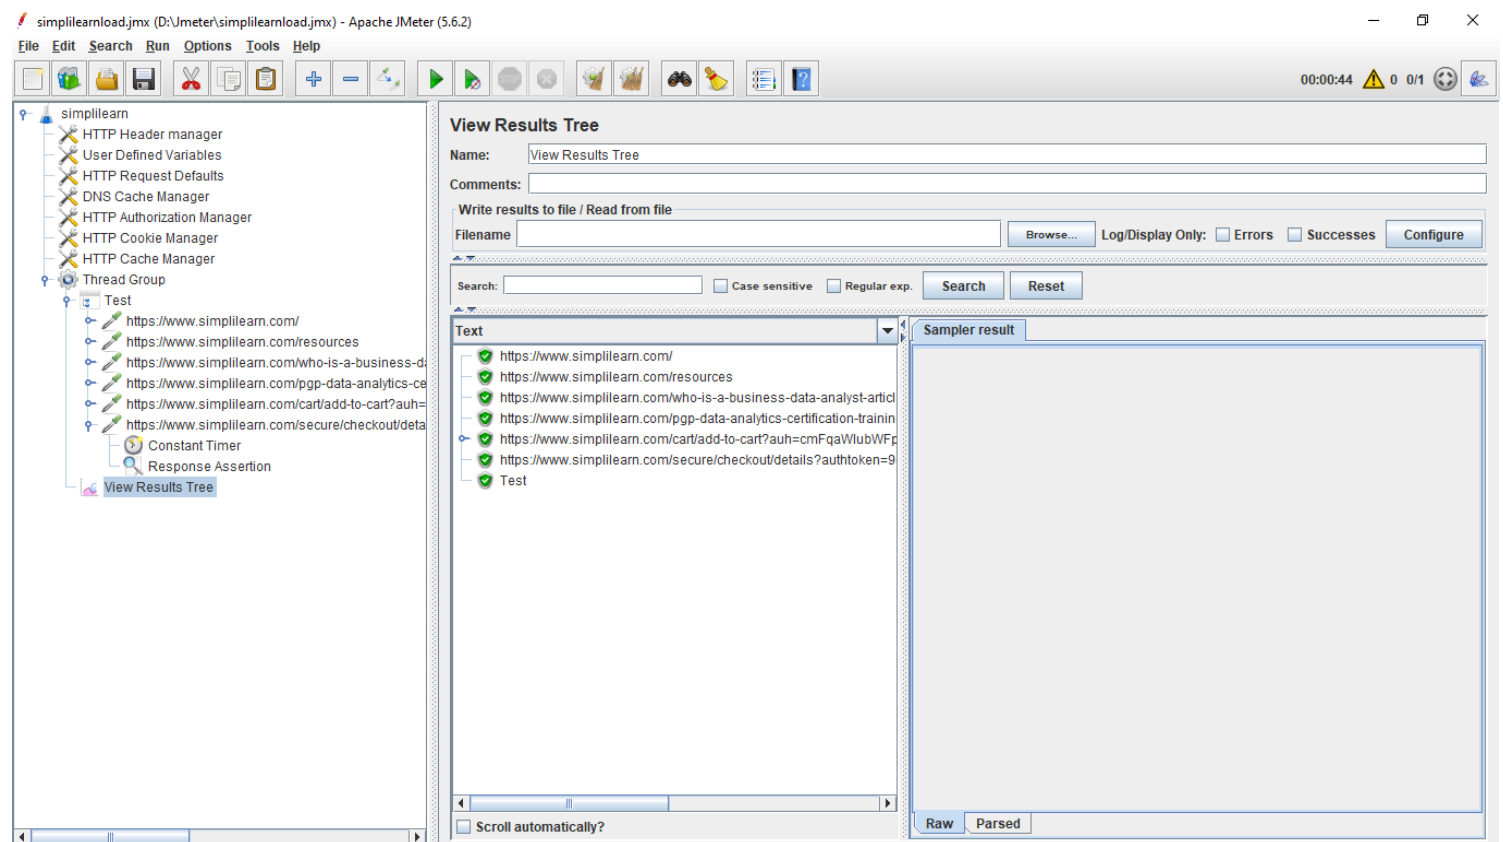 simplilearnload.jmx (D:\Jmeter\simplilearnload.jmx) - Apache JMeter (5.6.2)
File Edit Search Run Options Tools Help
STOP
00:00:44 0 0/1
simplilearn
HTTP Header manager
User Defined Variables
HTTP Request Defaults
DNS Cache Manager
HTTP Authorization Manager
HTTP Cookie Manager
HTTP Cache Manager
Thread Group
Test
https://www.simplilearn.com/
https://www.simplilearn.com/resources
https://www.simplilearn.com/who-is-a-business-da
https://www.simplilearn.com/pgp-data-analytics-ce
https://www.simplilearn.com/cart/add-to-cart?auh=
https://www.simplilearn.com/secure/checkout/deta
Constant Timer
Response Assertion
View Results Tree
View Results Tree
Name: View Results Tree
Comments:
Write results to file / Read from file
Filename Browse... Log/Display Only: Errors Successes Configure
Search: Case sensitive Regular exp. Search Reset
Text
https://www.simplilearn.com/
https://www.simplilearn.com/resources
https://www.simplilearn.com/who-is-a-business-data-analyst-articl
https://www.simplilearn.com/pgp-data-analytics-certification-trainin
https://www.simplilearn.com/cart/add-to-cart?auh=cmFqaWlubWFp
https://www.simplilearn.com/secure/checkout/details?authtoken=9
Test
Scroll automatically?
Sampler result
Raw Parsed